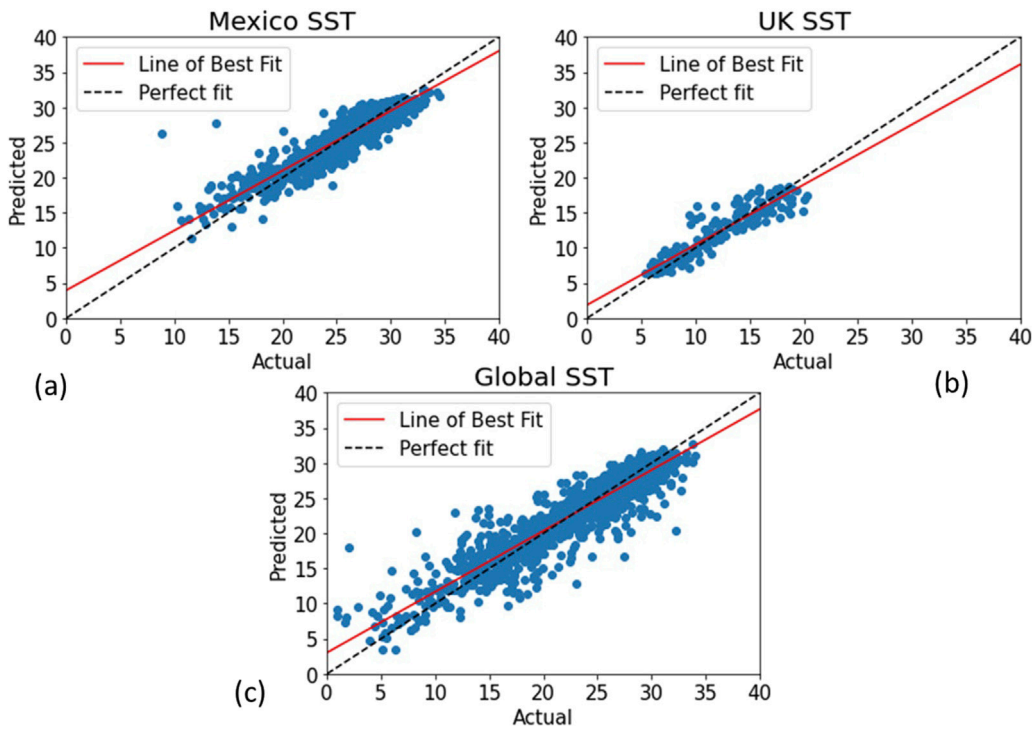 Mexico SST
40
35
30
25
20
15
10
5
0
Predicted
Line of Best Fit
Perfect fit
0 5 10 15 20 25 30 35 40
Actual
(a)
UK SST
40
35
30
25
20
15
10
5
0
Predicted
Line of Best Fit
Perfect fit
0 5 10 15 20 25 30 35 40
Actual
(b)
Global SST
40
35
30
25
20
15
10
5
0
Predicted
Line of Best Fit
Perfect fit
0 5 10 15 20 25 30 35 40
Actual
(c)